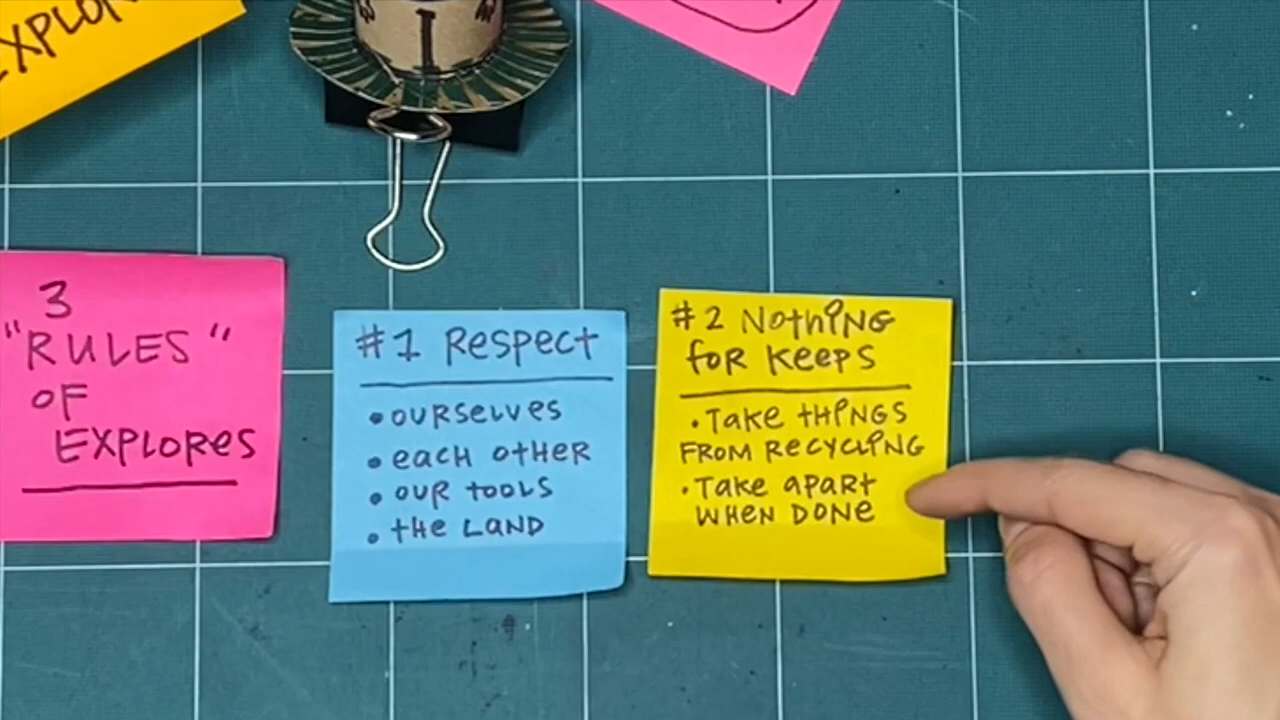 EXPLOR
I
3
"RULES"
OF
EXPLORES
#1 Respect
• OURSELVES
• EACH OTHER
• OUR TOOLS
• THE LAND
#2 NothiNG
for KEEPS
• TAKE THiNGS
FROM RECYCLiNG
• TAKE APART
WHEN DONE